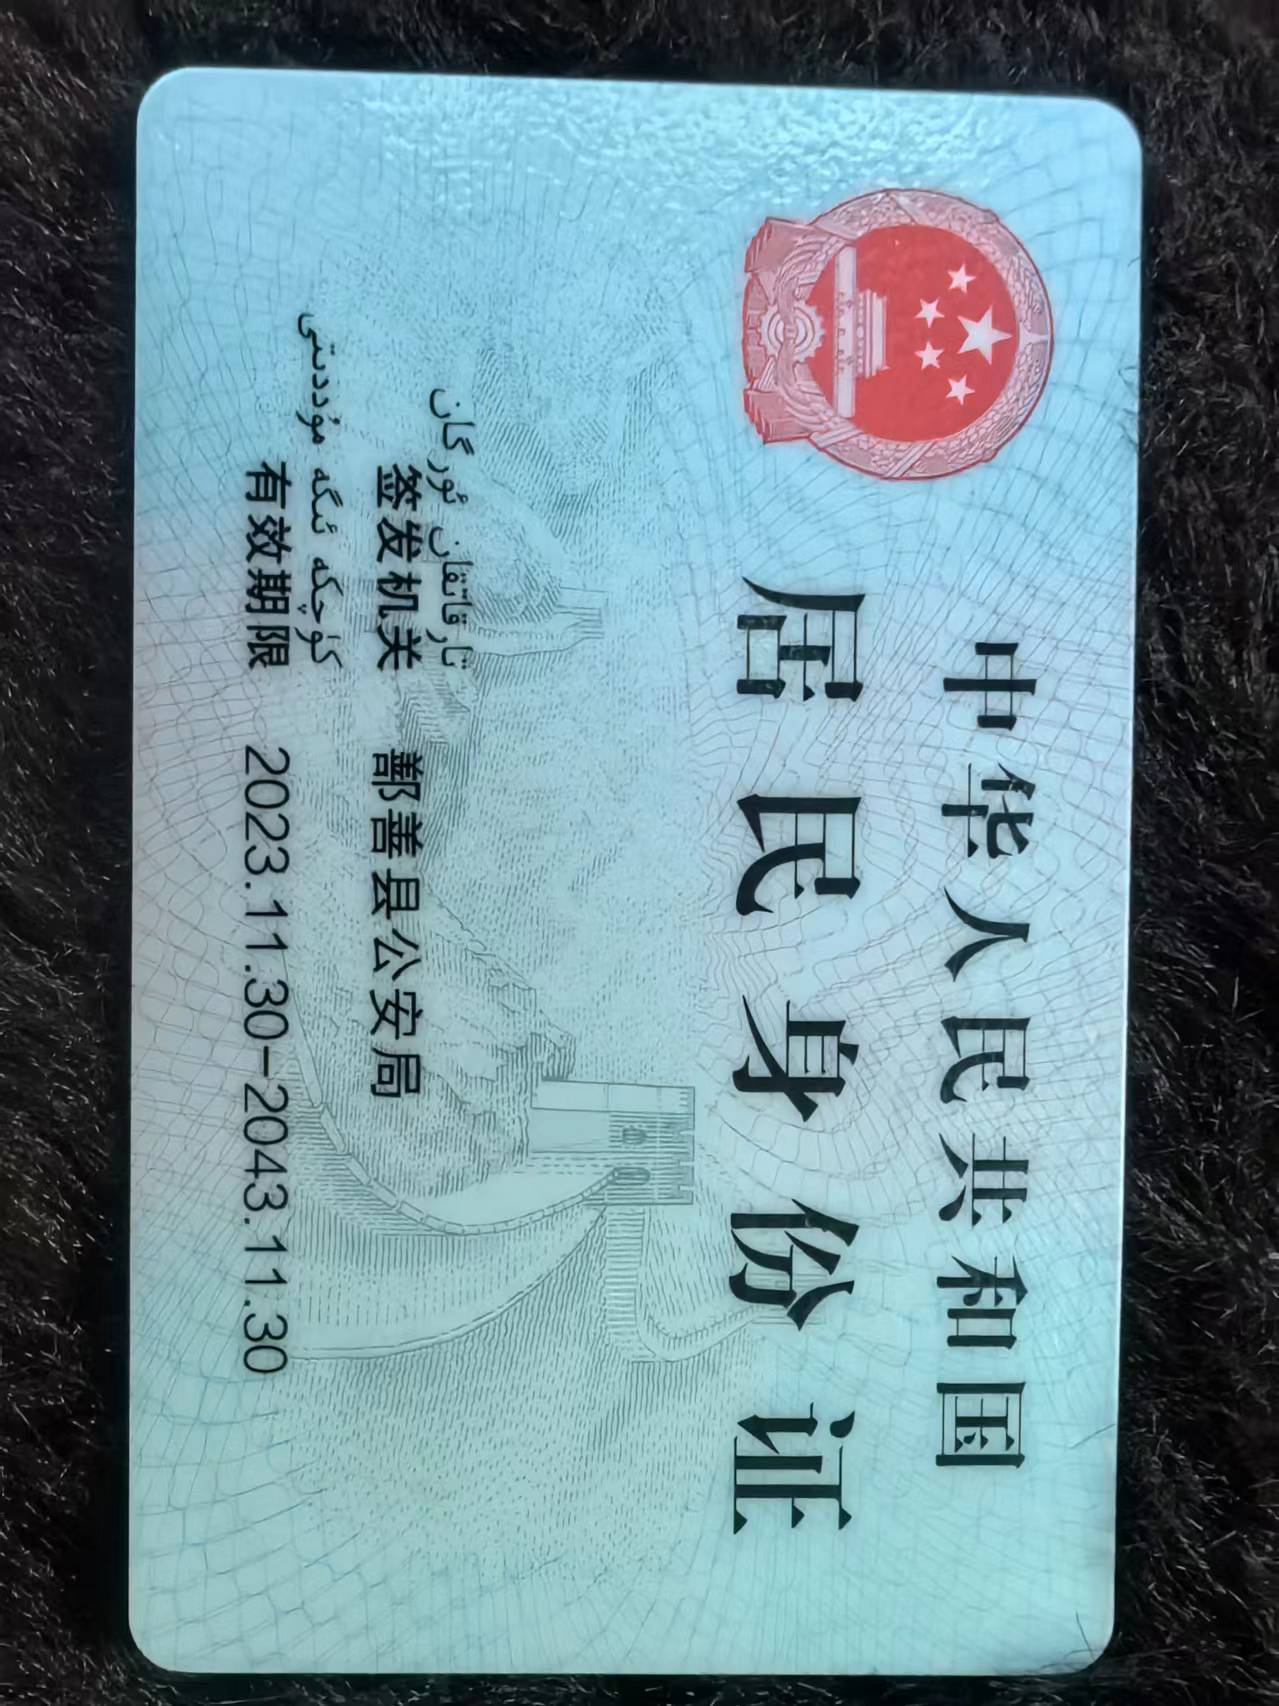 中华人民共和国
居民身份证
تارقاتقان ئورگان
签发机关 鄯善县公安局
كۈچكە ئىگە مۇددىتى
有效期限 2023.11.30-2043.11.30